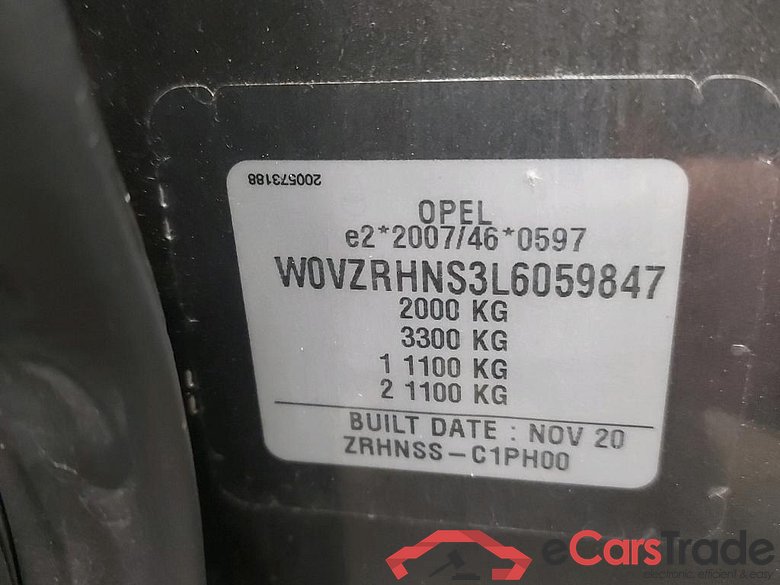 200573188
OPEL
e2*2007/46*0597
W0VZRHNS3L6059847
2000 KG
3300 KG
1 1100 KG
2 1100 KG
BUILT DATE : NOV 20
ZRHNSS-C1PH00
eCarsTrade
electronic, efficient & easy